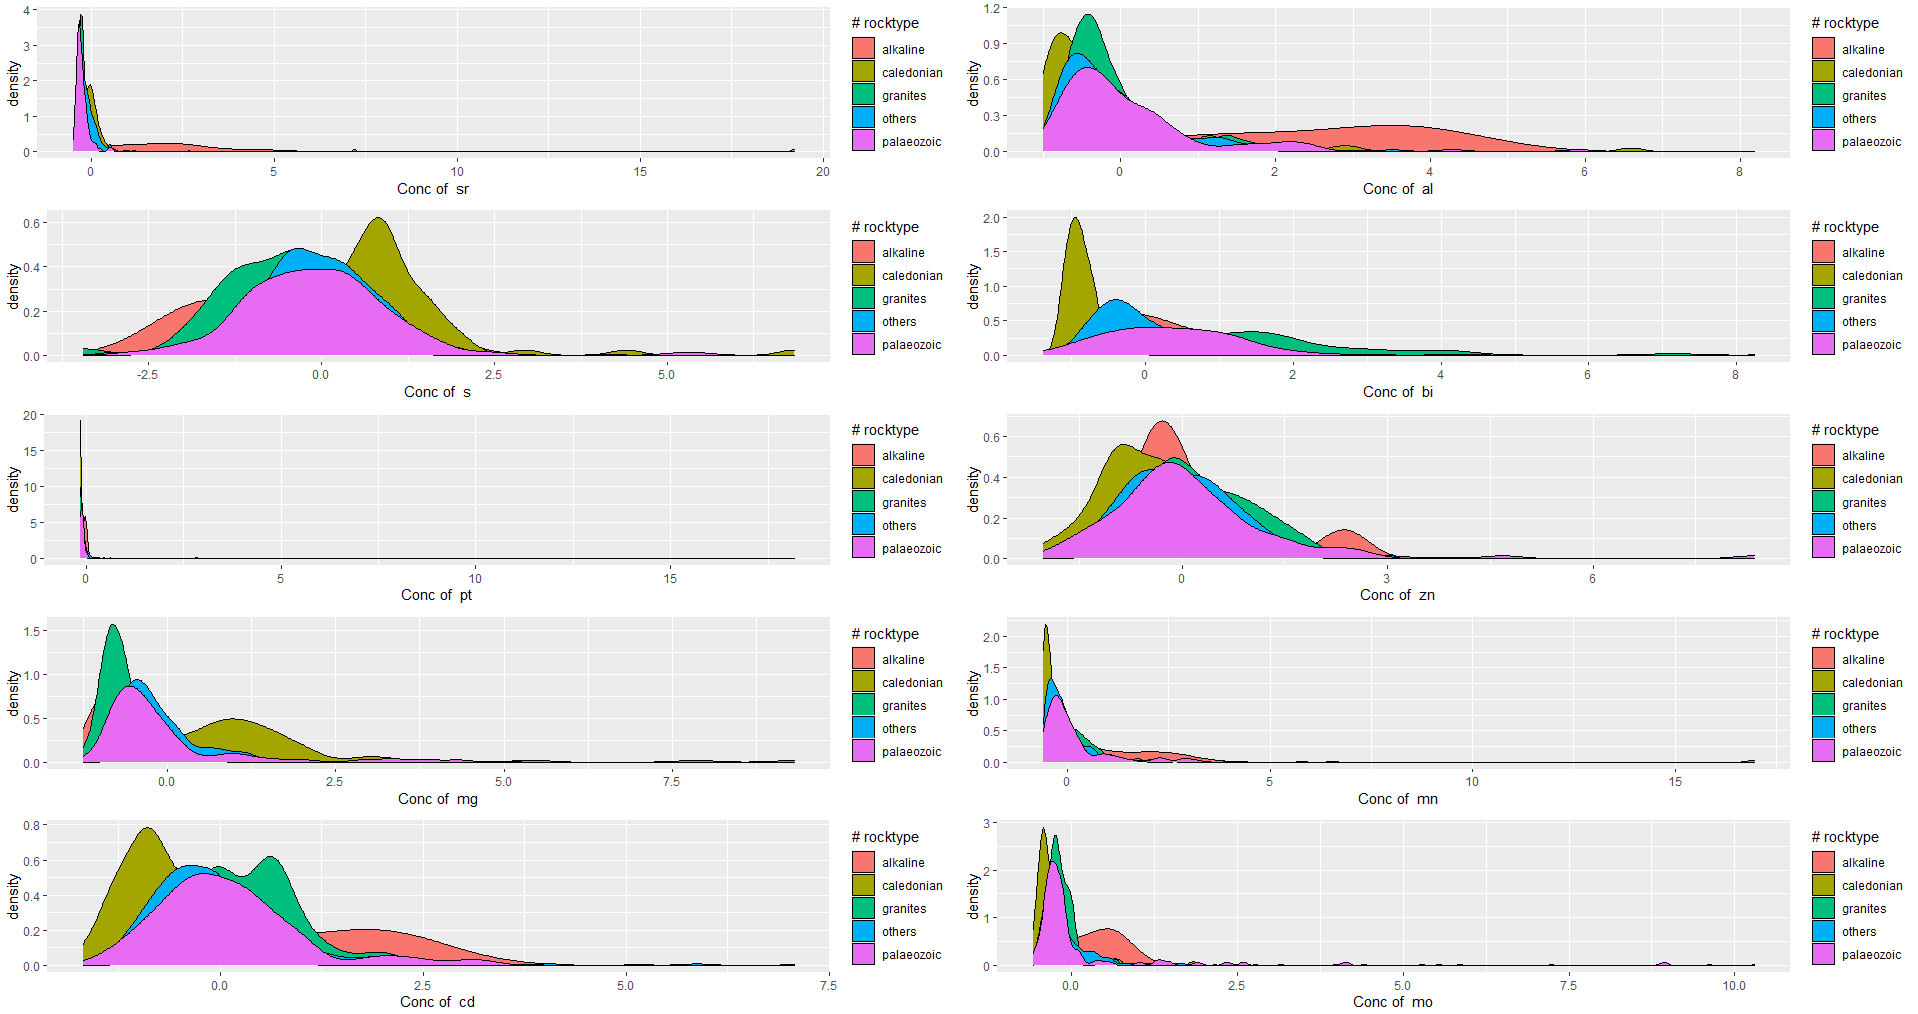 4
3
2
1
0
density
0
5
10
15
20
Conc of sr
# rocktype
alkaline
caledonian
granites
others
palaeozoic
1.2
0.9
0.6
0.3
0.0
density
0
2
4
6
8
Conc of al
# rocktype
alkaline
caledonian
granites
others
palaeozoic
0.6
0.4
0.2
0.0
density
-2.5
0.0
2.5
5.0
Conc of s
# rocktype
alkaline
caledonian
granites
others
palaeozoic
2.0
1.5
1.0
0.5
0.0
density
0
2
4
6
8
Conc of bi
# rocktype
alkaline
caledonian
granites
others
palaeozoic
20
15
10
5
0
density
0
5
10
15
Conc of pt
# rocktype
alkaline
caledonian
granites
others
palaeozoic
0.6
0.4
0.2
0.0
density
0
3
6
Conc of zn
# rocktype
alkaline
caledonian
granites
others
palaeozoic
1.5
1.0
0.5
0.0
density
0.0
2.5
5.0
7.5
Conc of mg
# rocktype
alkaline
caledonian
granites
others
palaeozoic
2.0
1.5
1.0
0.5
0.0
density
0
5
10
15
Conc of mn
# rocktype
alkaline
caledonian
granites
others
palaeozoic
0.8
0.6
0.4
0.2
0.0
density
0.0
2.5
5.0
7.5
Conc of cd
# rocktype
alkaline
caledonian
granites
others
palaeozoic
3
2
1
0
density
0.0
2.5
5.0
7.5
10.0
Conc of mo
# rocktype
alkaline
caledonian
granites
others
palaeozoic